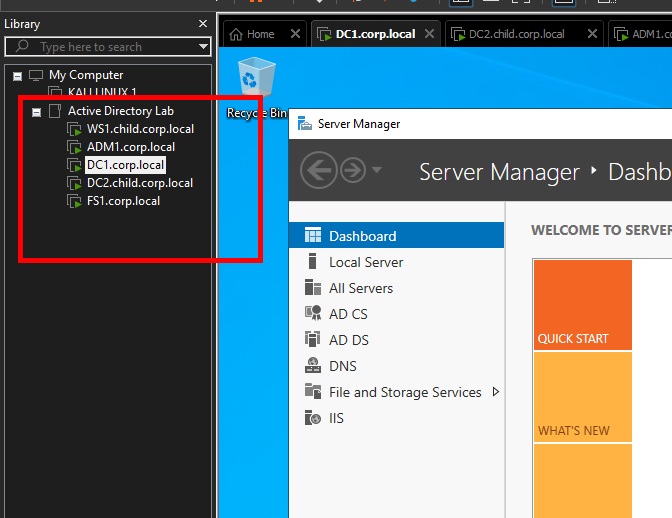 Library
Type here to search
Home
DC1.corp.local
DC2.child.corp.local
ADM1.co
My Computer
KALI LINUX 1
Active Directory Lab
WS1.child.corp.local
ADM1.corp.local
DC1.corp.local
DC2.child.corp.local
FS1.corp.local
Recycle Bin
Server Manager
Server Manager
Dashb
Dashboard
Local Server
All Servers
AD CS
AD DS
DNS
File and Storage Services
IIS
WELCOME TO SERVER
QUICK START
WHAT'S NEW